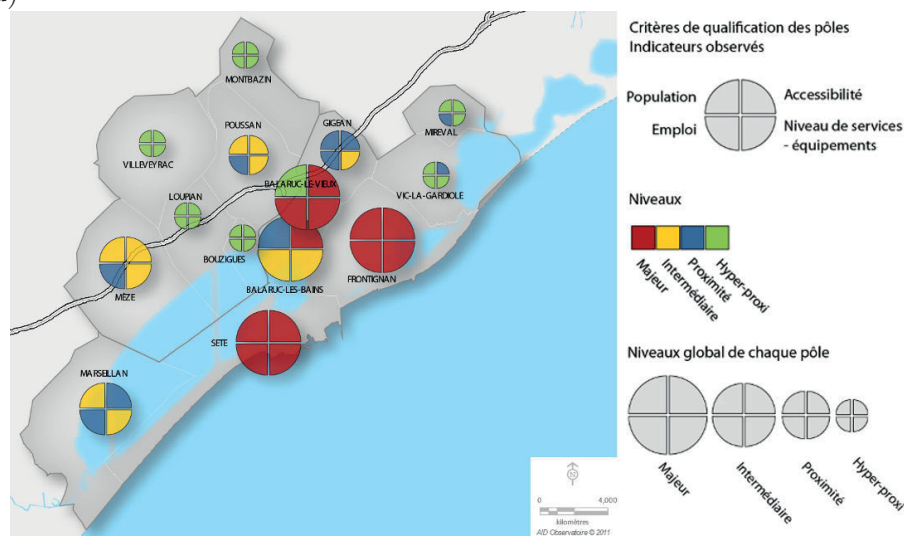 MONTBAZIN
POUSSAN
GIGEAN
MIREVAL
VILLEVEYRAC
BALARUC-LE-VIEUX
VIC-LA-GARDIOLE
LOUPIAN
BOUZIGUES
FRONTIGNAN
MÈZE
BALARUC-LES-BAINS
SETE
MARSEILLAN
N
0 4,000
kilomètres
AID Observatoire © 2011
Critères de qualification des pôles
Indicateurs observés
Population
Accessibilité
Emploi
Niveau de services
- équipements
Niveaux
Majeur
Intermédiaire
Proximité
Hyper-proxi
Niveaux global de chaque pôle
Majeur
Intermédiaire
Proximité
Hyper-proxi